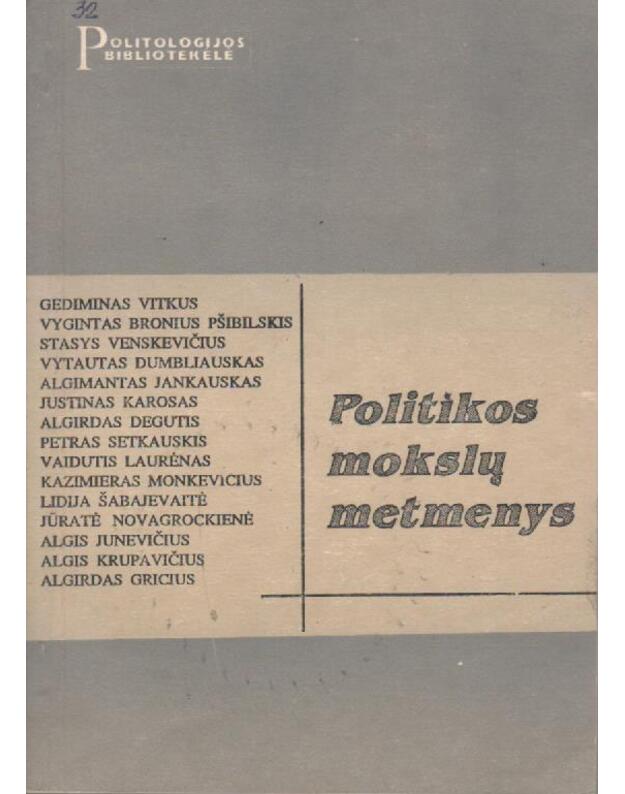 32
POLITOLOGIJOS
BIBLIOTEKĖLĖ
GEDIMINAS VITKUS
VYGINTAS BRONIUS PŠIBILSKIS
STASYS VENSKEVIČIUS
VYTAUTAS DUMBLIAUSKAS
ALGIMANTAS JANKAUSKAS
JUSTINAS KAROSAS
ALGIRDAS DEGUTIS
PETRAS SETKAUSKIS
VAIDUTIS LAURĖNAS
KAZIMIERAS MONKEVICIUS
LIDIJA ŠABAJEVAITĖ
JŪRATĖ NOVAGROCKIENĖ
ALGIS JUNEVIČIUS
ALGIS KRUPAVIČIUS
ALGIRDAS GRICIUS
Politikos
mokslų
metmenys